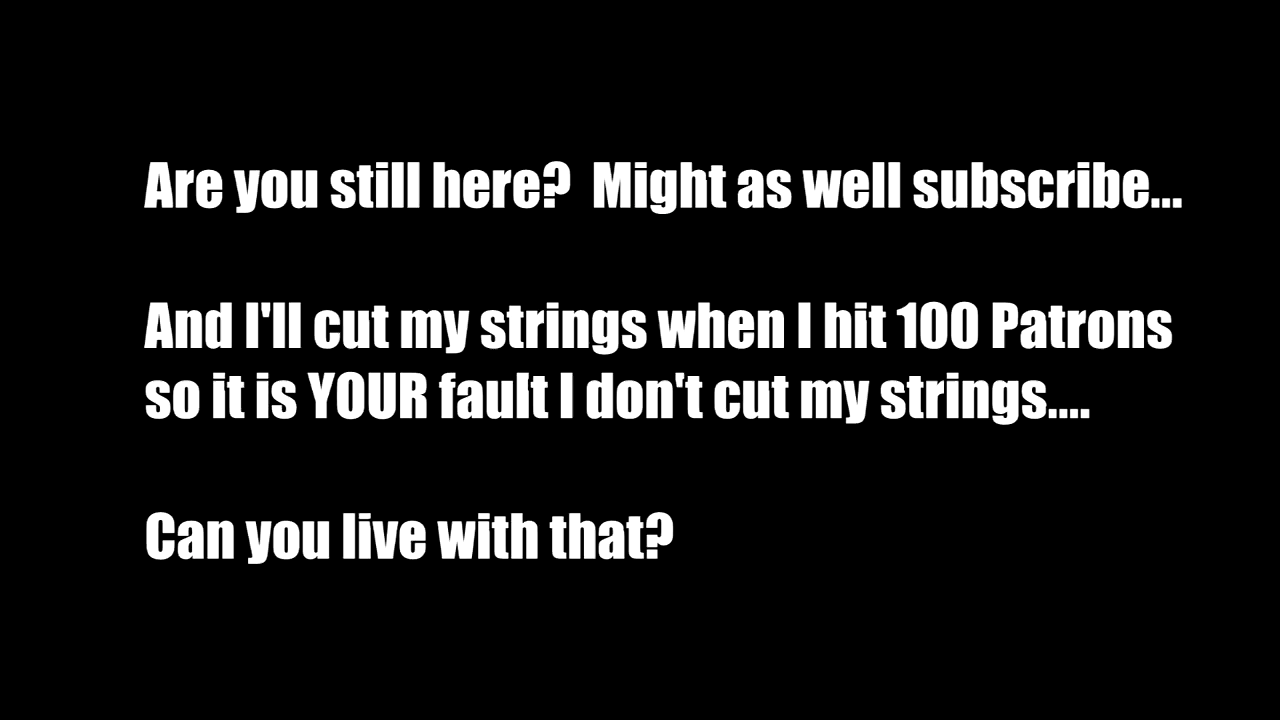 Are you still here?  Might as well subscribe...
And I'll cut my strings when I hit 100 Patrons
so it is YOUR fault I don't cut my strings....
Can you live with that?